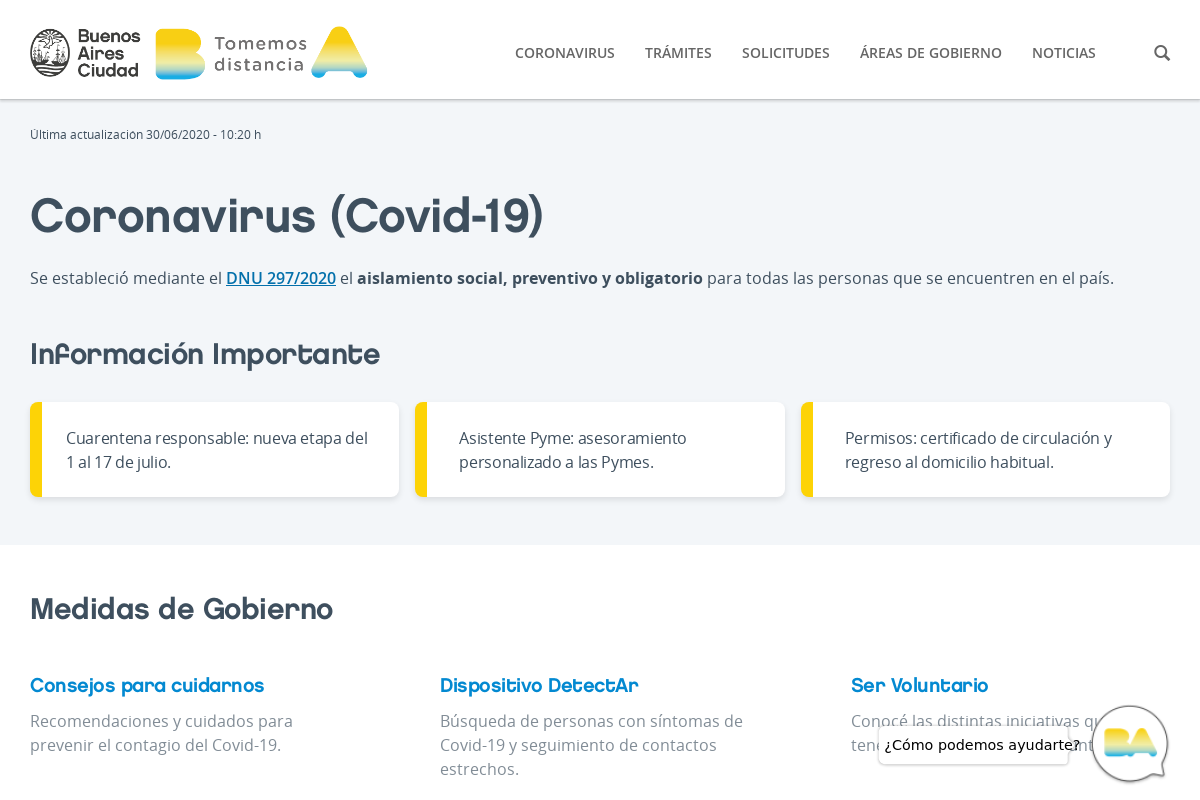 Buenos
Aires
Ciudad
Tomemos
distancia
CORONAVIRUS TRÁMITES SOLICITUDES ÁREAS DE GOBIERNO NOTICIAS
Última actualización 30/06/2020 - 10:20 h
Coronavirus (Covid-19)
Se estableció mediante el DNU 297/2020 el aislamiento social, preventivo y obligatorio para todas las personas que se encuentren en el país.
Información Importante
Cuarentena responsable: nueva etapa del
1 al 17 de julio.
Asistente Pyme: asesoramiento
personalizado a las Pymes.
Permisos: certificado de circulación y
regreso al domicilio habitual.
Medidas de Gobierno
Consejos para cuidarnos
Recomendaciones y cuidados para
prevenir el contagio del Covid-19.
Dispositivo DetectAr
Búsqueda de personas con síntomas de
Covid-19 y seguimiento de contactos
estrechos.
Ser Voluntario
Conocé las distintas iniciativas
¿Cómo podemos ayudarte?
BA